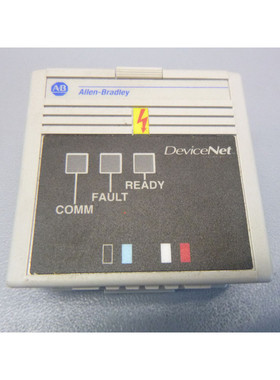 AB
Allen-Bradley
DeviceNet
READY
FAULT
COMM